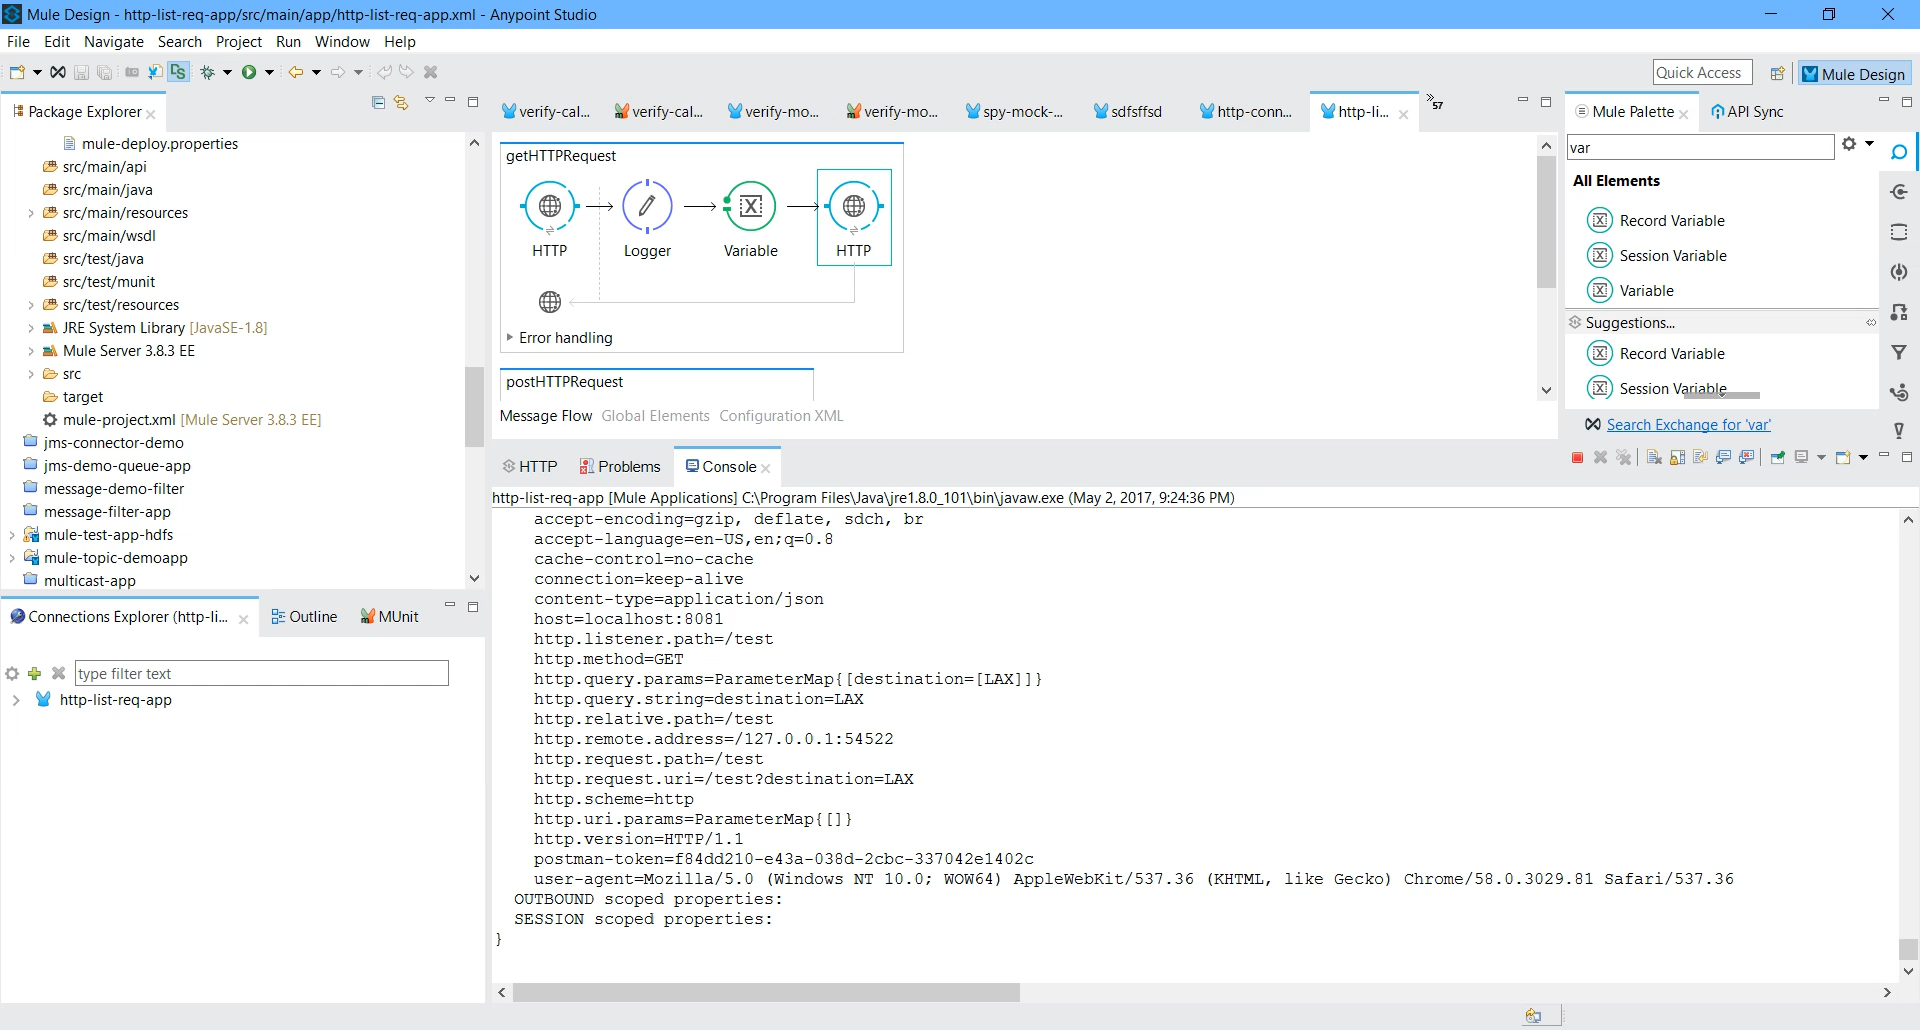 Mule Design - http-list-req-app/src/main/app/http-list-req-app.xml - Anypoint Studio
File Edit Navigate Search Project Run Window Help
Quick Access
Mule Design
Package Explorer
mule-deploy.properties
src/main/api
src/main/java
src/main/resources
src/main/wsdl
src/test/java
src/test/munit
src/test/resources
JRE System Library [JavaSE-1.8]
Mule Server 3.8.3 EE
src
target
mule-project.xml [Mule Server 3.8.3 EE]
jms-connector-demo
jms-demo-queue-app
message-demo-filter
message-filter-app
mule-test-app-hdfs
mule-topic-demoapp
multicast-app
Connections Explorer (http-li... Outline MUnit
type filter text
http-list-req-app
verify-cal... verify-cal... verify-mo... verify-mo... spy-mock-... sdfsffsd http-conn... http-li... »57
getHTTPRequest
HTTP Logger Variable HTTP
Error handling
postHTTPRequest
Message Flow Global Elements Configuration XML
Mule Palette API Sync
var
All Elements
Record Variable
Session Variable
Variable
Suggestions...
Record Variable
Session Variable
Search Exchange for 'var'
HTTP Problems Console
http-list-req-app [Mule Applications] C:\Program Files\Java\jre1.8.0_101\bin\javaw.exe (May 2, 2017, 9:24:36 PM)
accept-encoding=gzip, deflate, sdch, br
accept-language=en-US,en;q=0.8
cache-control=no-cache
connection=keep-alive
content-type=application/json
host=localhost:8081
http.listener.path=/test
http.method=GET
http.query.params=ParameterMap{[destination=[LAX]]}
http.query.string=destination=LAX
http.relative.path=/test
http.remote.address=/127.0.0.1:54522
http.request.path=/test
http.request.uri=/test?destination=LAX
http.scheme=http
http.uri.params=ParameterMap{[]}
http.version=HTTP/1.1
postman-token=f84dd210-e43a-038d-2cbc-337042e1402c
user-agent=Mozilla/5.0 (Windows NT 10.0; WOW64) AppleWebKit/537.36 (KHTML, like Gecko) Chrome/58.0.3029.81 Safari/537.36
OUTBOUND scoped properties:
SESSION scoped properties:
}